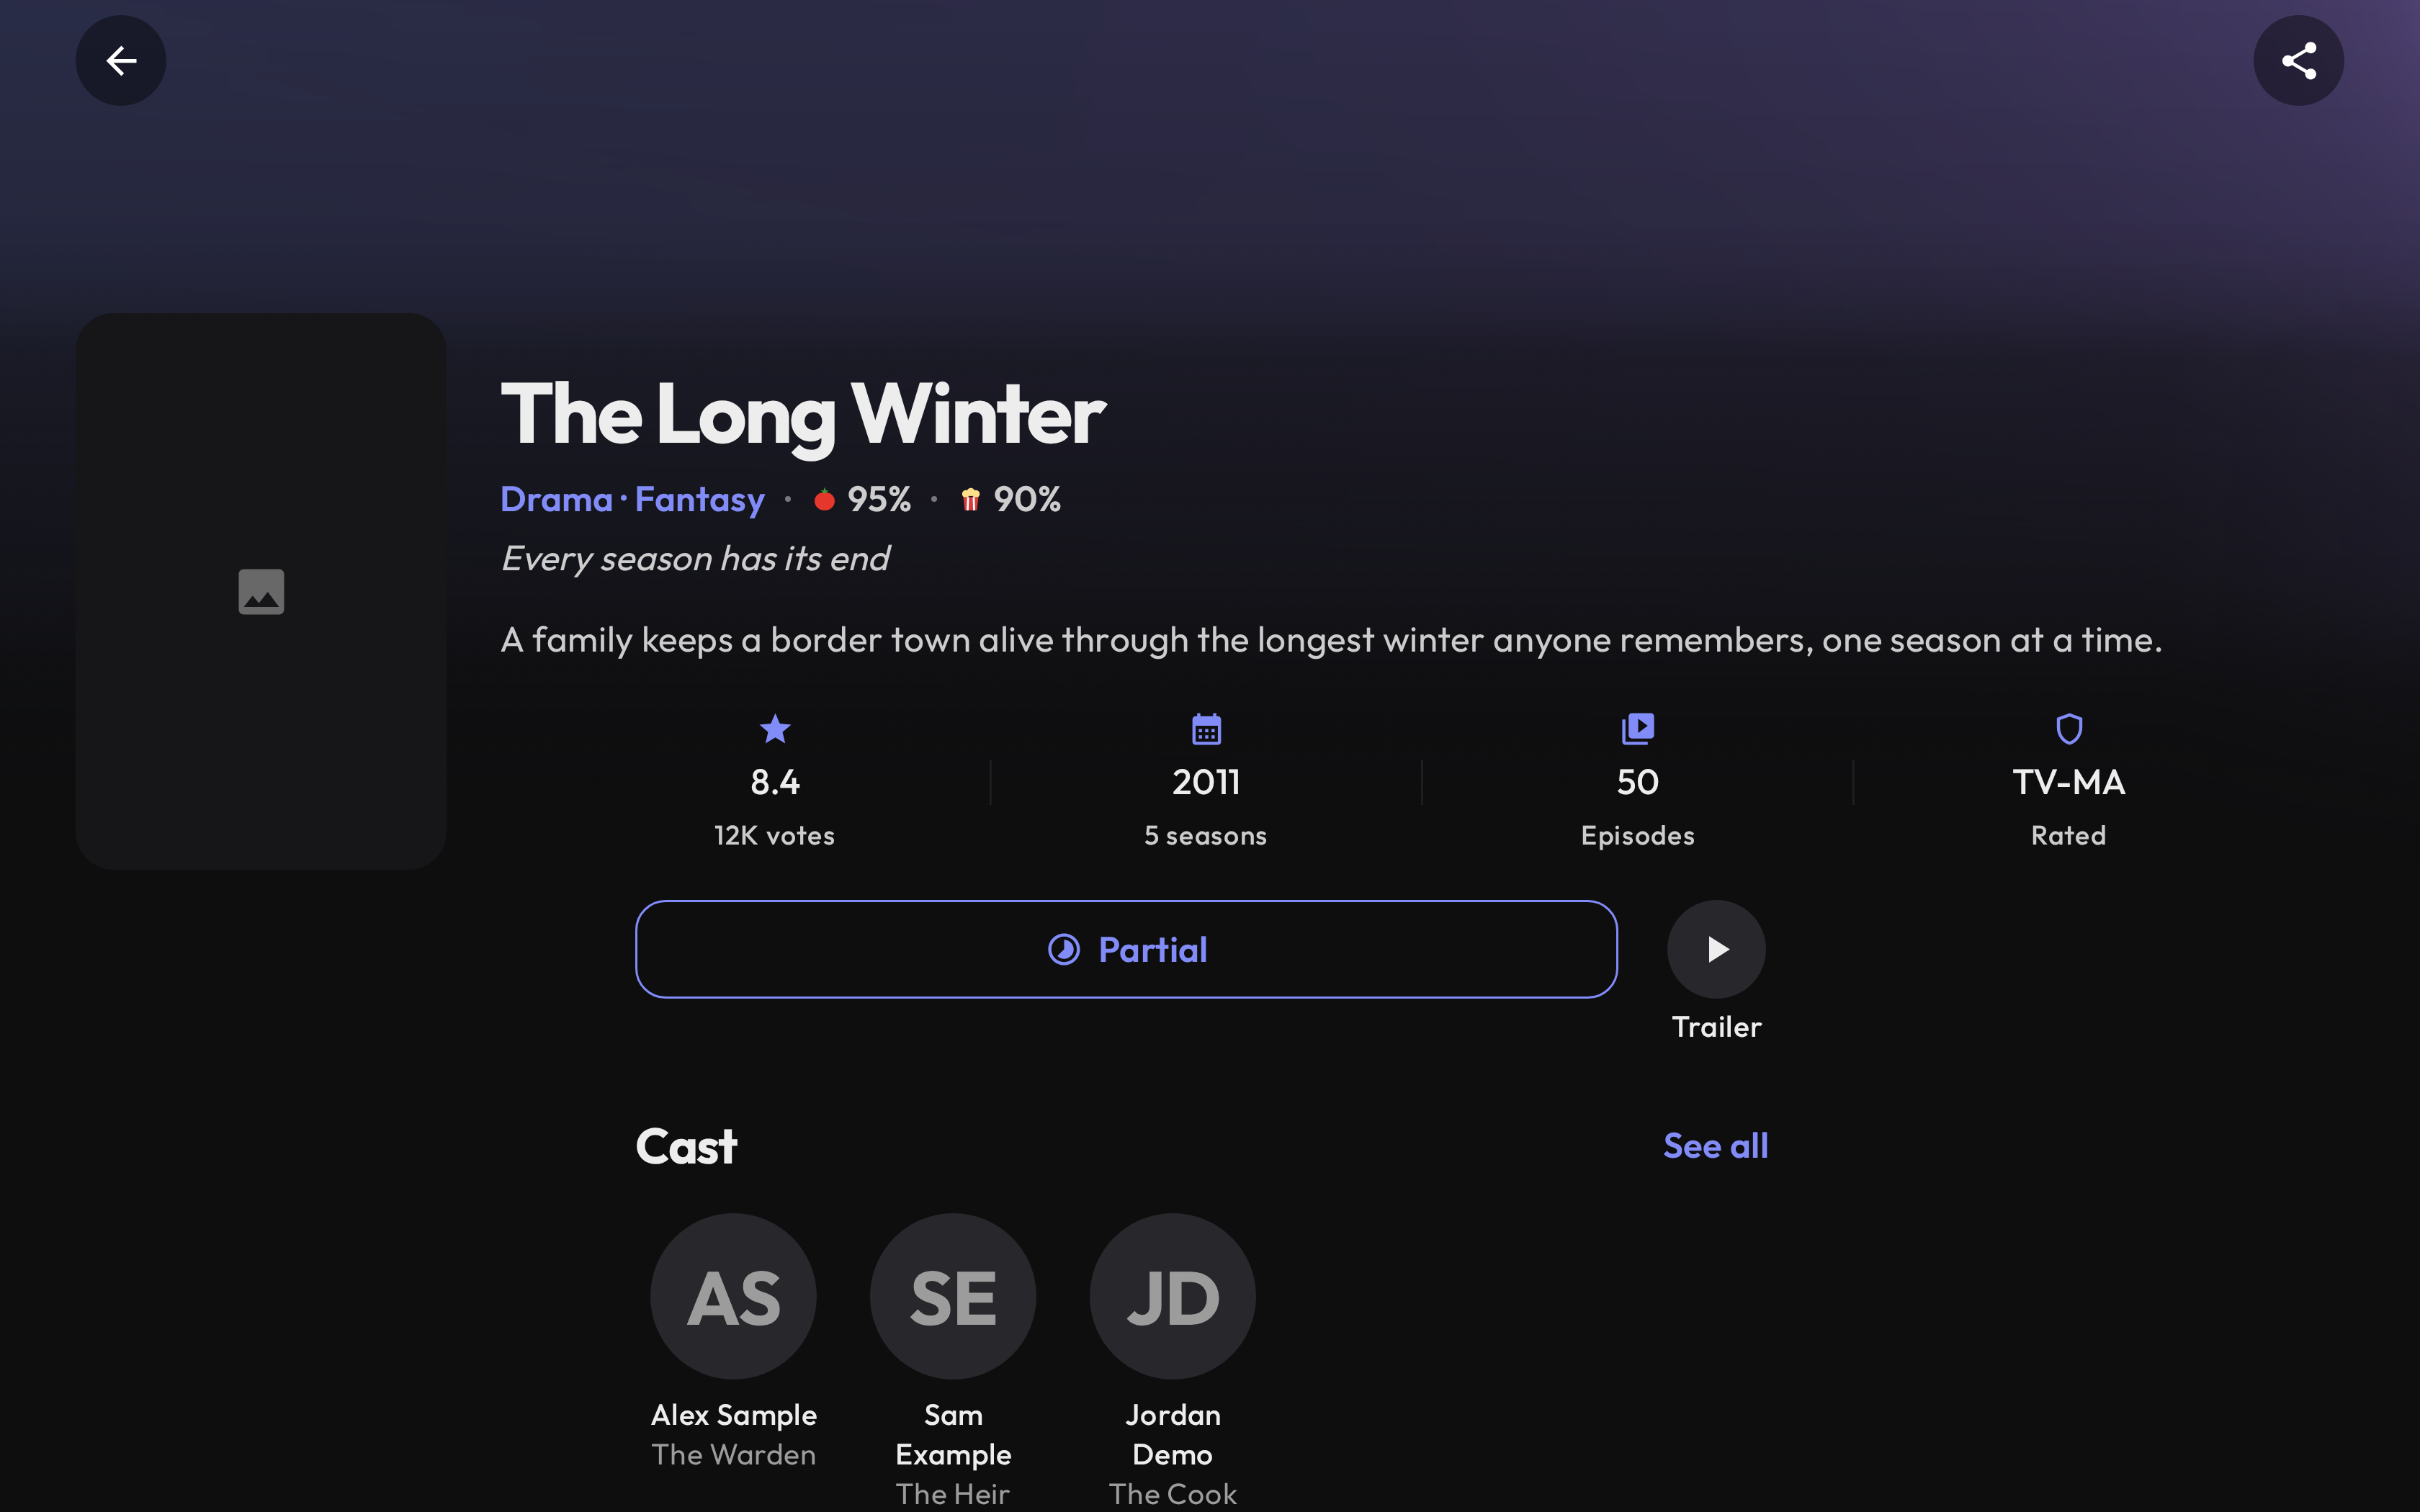 The Long Winter
Drama · Fantasy · 95% · 90%
Every season has its end
A family keeps a border town alive through the longest winter anyone remembers, one season at a time.
8.4
12K votes
2011
5 seasons
50
Episodes
TV-MA
Rated
Partial
Trailer
Cast
See all
AS
Alex Sample
The Warden
SE
Sam
Example
The Heir
JD
Jordan
Demo
The Cook